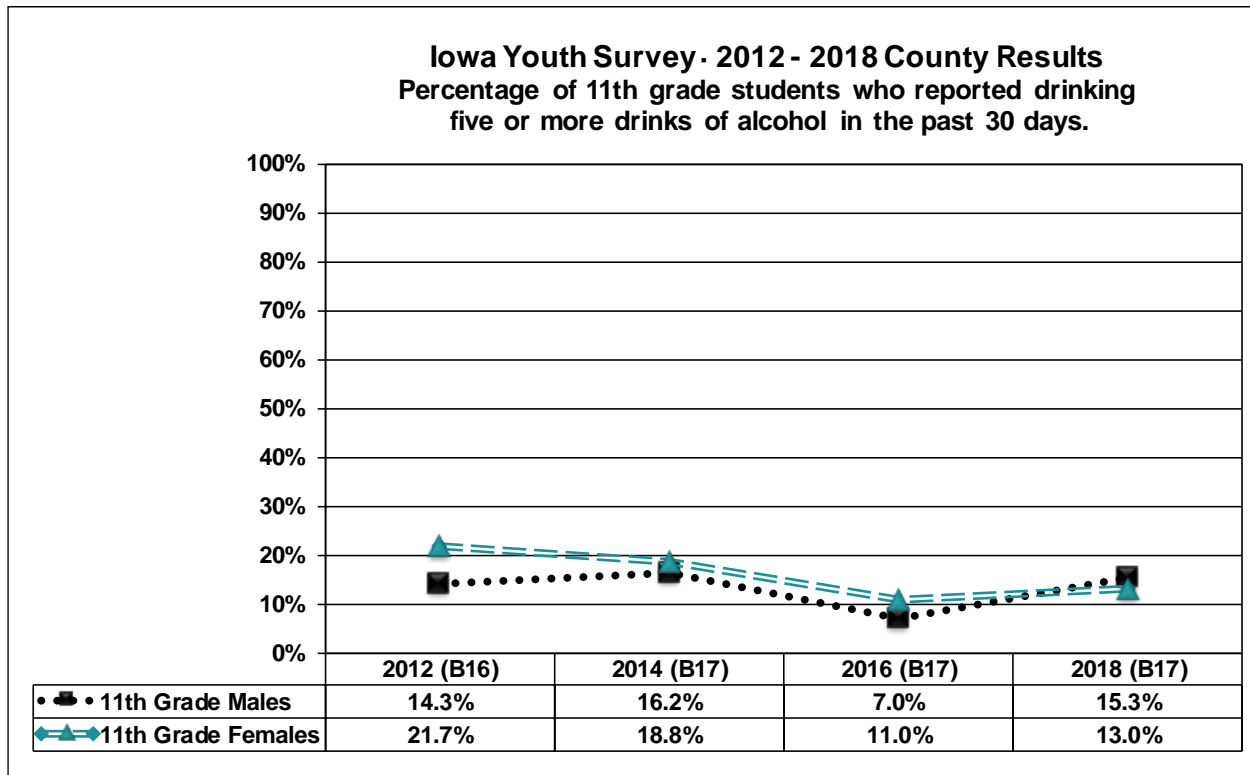 Iowa Youth Survey · 2012 - 2018 County Results
Percentage of 11th grade students who reported drinking
five or more drinks of alcohol in the past 30 days.
100%
90%
80%
70%
60%
50%
40%
30%
20%
10%
0%
2012 (B16) 2014 (B17) 2016 (B17) 2018 (B17)
11th Grade Males 14.3% 16.2% 7.0% 15.3%
11th Grade Females 21.7% 18.8% 11.0% 13.0%